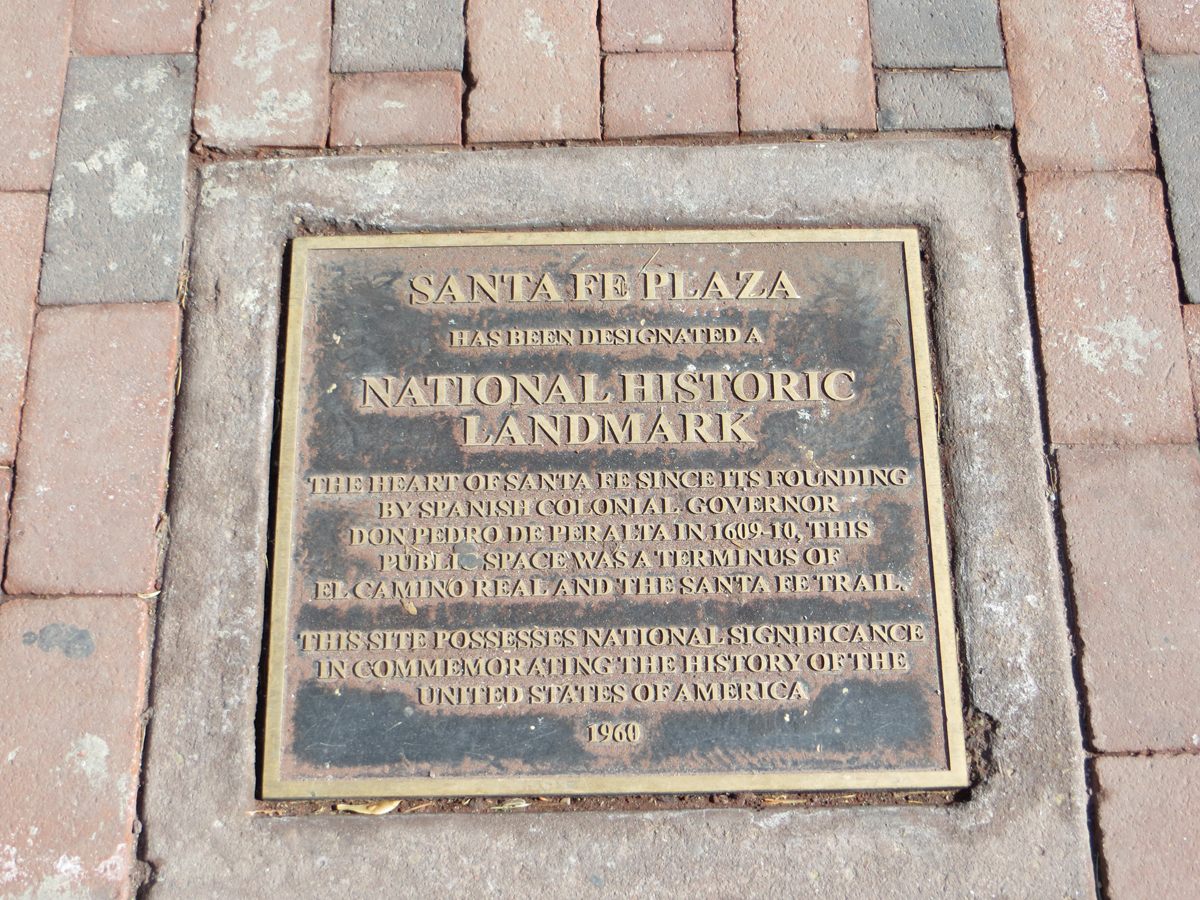 SANTA FE PLAZA
HAS BEEN DESIGNATED A
NATIONAL HISTORIC
LANDMARK
THE HEART OF SANTA FE SINCE ITS FOUNDING
BY SPANISH COLONIAL GOVERNOR
DON PEDRO DE PERALTA IN 1609-10, THIS
PUBLIC SPACE WAS A TERMINUS OF
EL CAMINO REAL AND THE SANTA FE TRAIL.
THIS SITE POSSESSES NATIONAL SIGNIFICANCE
IN COMMEMORATING THE HISTORY OF THE
UNITED STATES OF AMERICA
1960